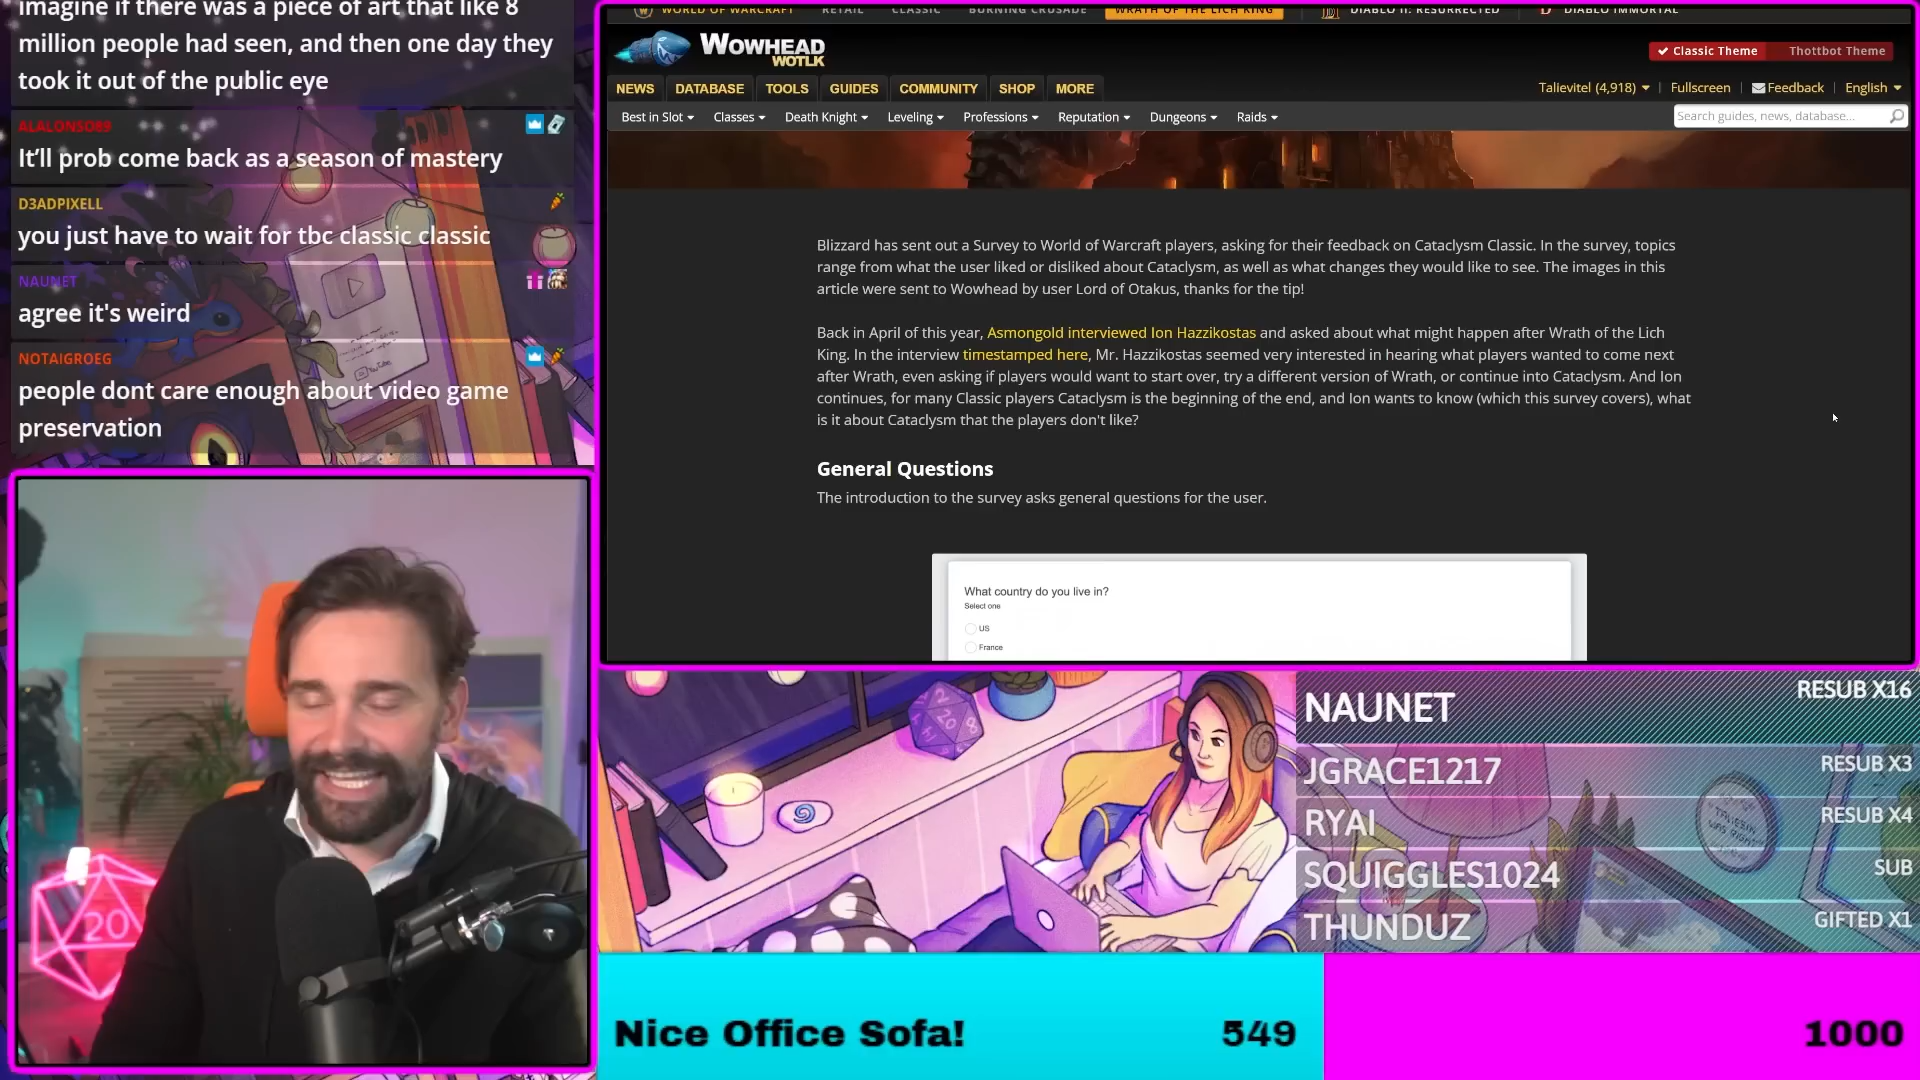 imagine if there was a piece of art that like 8
million people had seen, and then one day they
took it out of the public eye
ALALONSO89
It'll prob come back as a season of mastery
D3ADPIXELL
you just have to wait for tbc classic classic
NAUNET
agree it's weird
NOTAIGROEG
people dont care enough about video game
preservation
WORLD OF WARCRAFT RETAIL CLASSIC BURNING CRUSADE WRATH OF THE LICH KING DIABLO II: RESURRECTED DIABLO IMMORTAL
WOWHEAD
WOTLK
Classic Theme Thottbot Theme
NEWS DATABASE TOOLS GUIDES COMMUNITY SHOP MORE
Talievitel (4,918) | Fullscreen | Feedback | English
Best in Slot Classes Death Knight Leveling Professions Reputation Dungeons Raids
Search guides, news, database...
Blizzard has sent out a Survey to World of Warcraft players, asking for their feedback on Cataclysm Classic. In the survey, topics
range from what the user liked or disliked about Cataclysm, as well as what changes they would like to see. The images in this
article were sent to Wowhead by user Lord of Otakus, thanks for the tip!
Back in April of this year, Asmongold interviewed Ion Hazzikostas and asked about what might happen after Wrath of the Lich
King. In the interview timestamped here, Mr. Hazzikostas seemed very interested in hearing what players wanted to come next
after Wrath, even asking if players would want to start over, try a different version of Wrath, or continue into Cataclysm. And Ion
continues, for many Classic players Cataclysm is the beginning of the end, and Ion wants to know (which this survey covers), what
is it about Cataclysm that the players don't like?
General Questions
The introduction to the survey asks general questions for the user.
What country do you live in?
Select one
US
France
YouTube
20
20
8
NAUNET RESUB X16
JGRACE1217 RESUB X3
RYAI RESUB X4
SQUIGGLES1024 SUB
THUNDUZ GIFTED X1
TALIESIN
WAS RIGHT
Nice Office Sofa! 549
1000